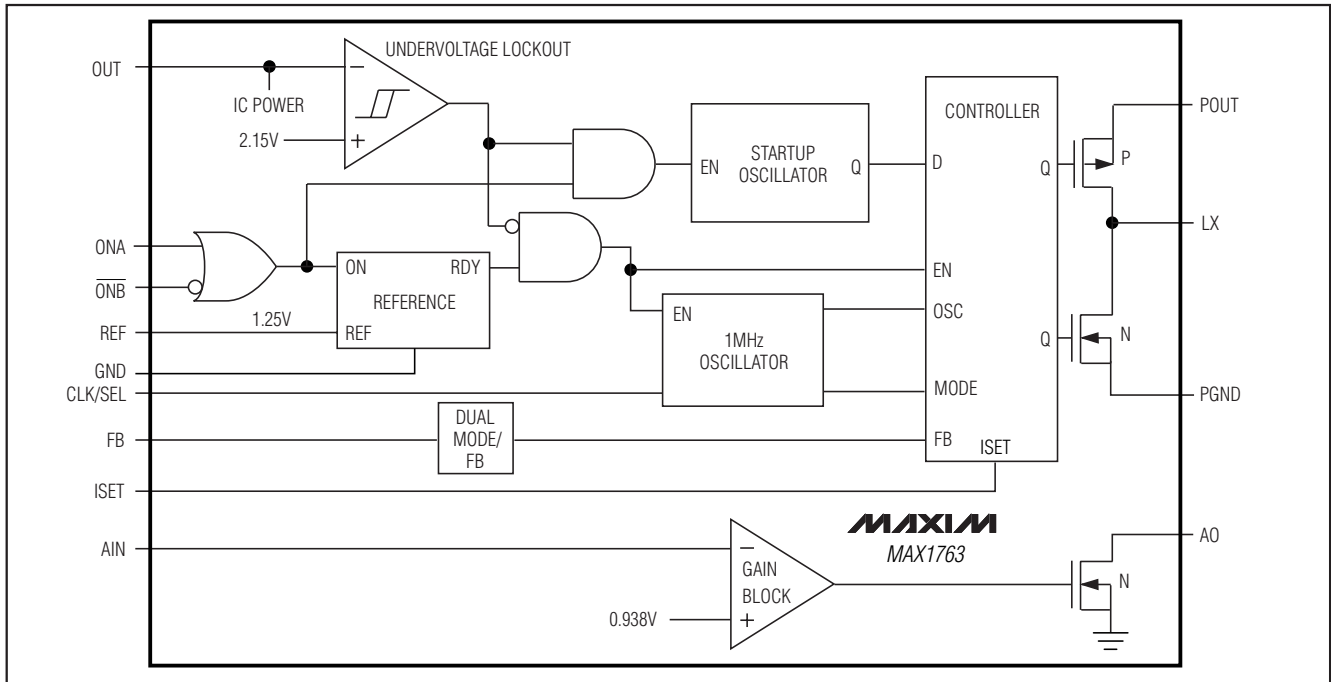 UNDERVOLTAGE LOCKOUT
OUT
−
IC POWER
2.15V
+
CONTROLLER
POUT
STARTUP
OSCILLATOR
EN
Q
D
Q
P
LX
ONA
ONB
ON
RDY
REFERENCE
1.25V
REF
REF
EN
EN
OSC
1MHz
OSCILLATOR
Q
N
GND
CLK/SEL
MODE
PGND
FB
DUAL
MODE/
FB
FB
ISET
ISET
MAXIM
MAX1763
AIN
−
GAIN
BLOCK
0.938V
+
AO
N